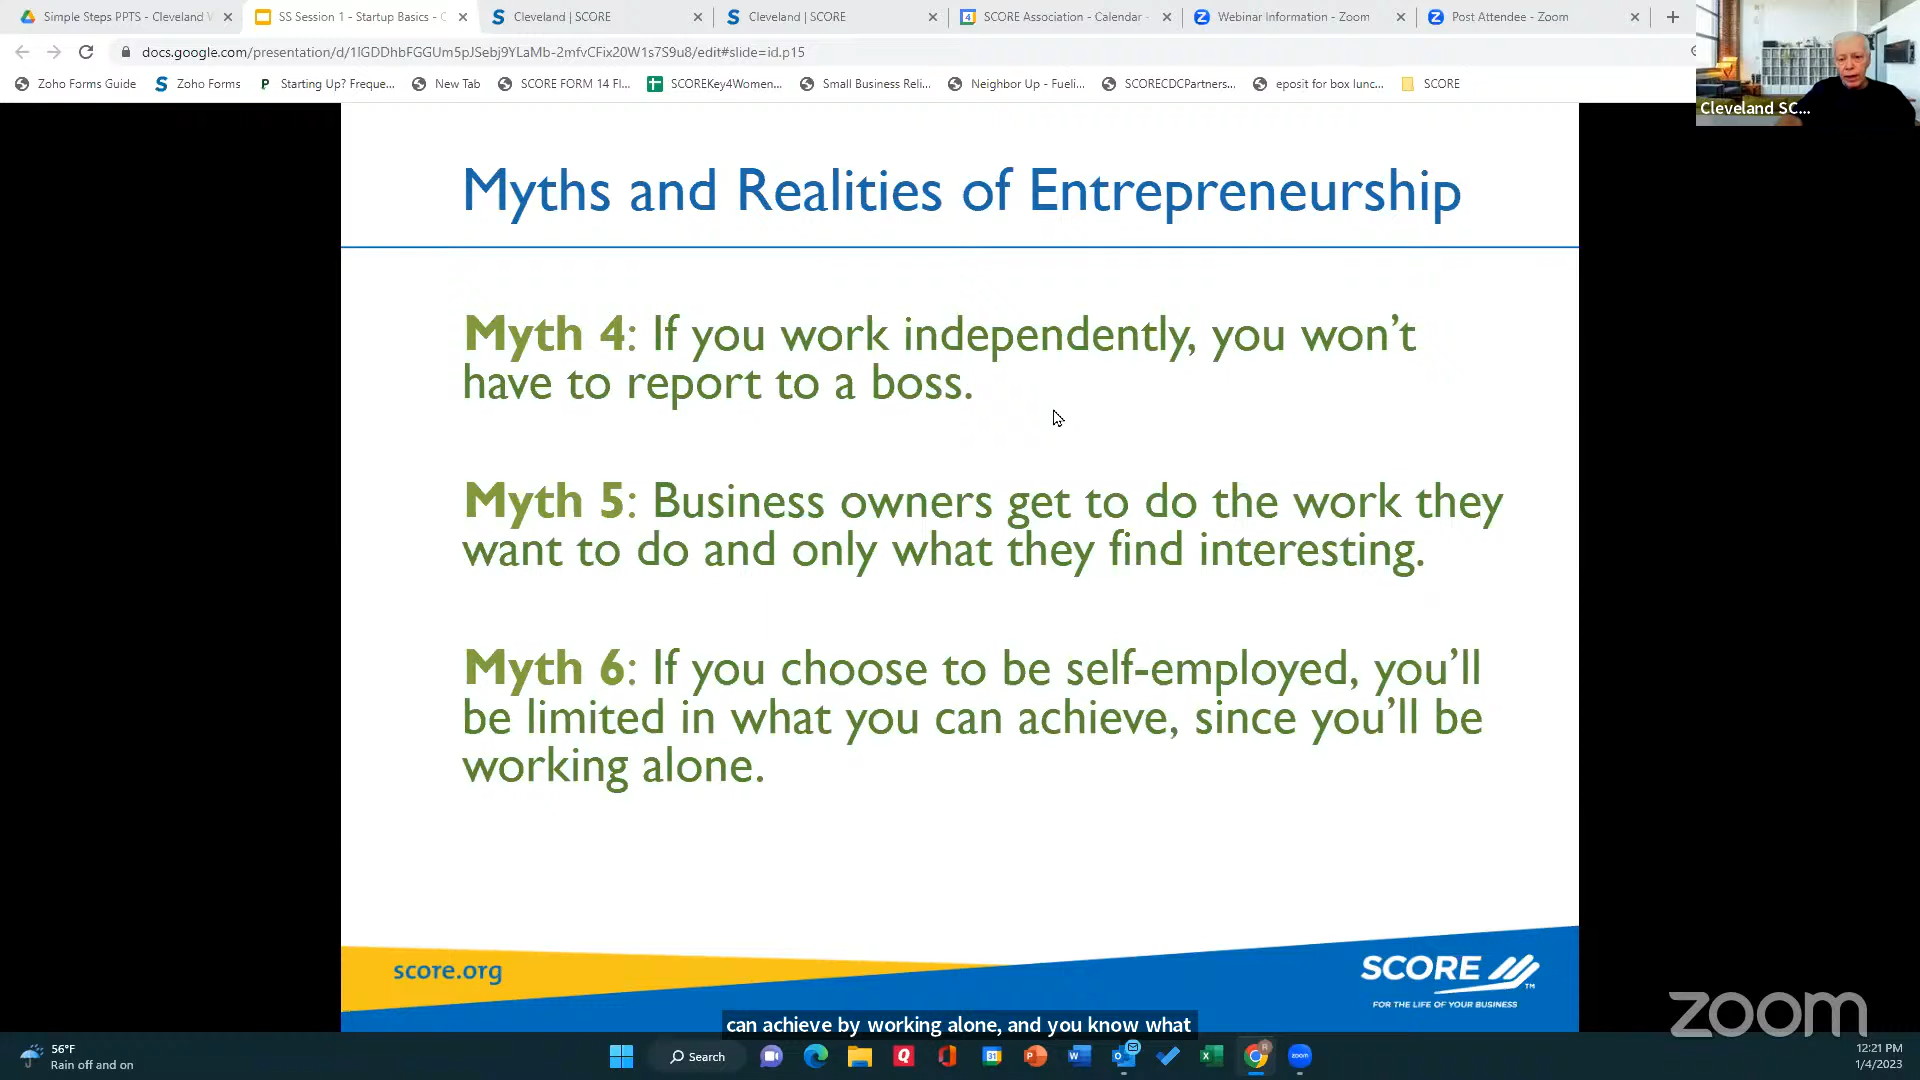 Simple Steps PPTS - Cleveland
SS Session 1 - Startup Basics -
Cleveland | SCORE
Cleveland | SCORE
SCORE Association - Calendar -
Webinar Information - Zoom
Post Attendee - Zoom
docs.google.com/presentation/d/1lGDDhbFGGUm5pJSebj9YLaMb-2mfvCFix20W1s7S9u8/edit#slide=id.p15
Zoho Forms Guide
Zoho Forms
Starting Up? Freque...
New Tab
SCORE FORM 14 Fl...
SCOREKey4Women...
Small Business Reli...
Neighbor Up - Fueli...
SCORECDCPartners...
eposit for box lunc...
SCORE
Cleveland SC...
Myths and Realities of Entrepreneurship
Myth 4: If you work independently, you won’t
have to report to a boss.
Myth 5: Business owners get to do the work they
want to do and only what they find interesting.
Myth 6: If you choose to be self-employed, you’ll
be limited in what you can achieve, since you’ll be
working alone.
score.org
SCORE
TM
FOR THE LIFE OF YOUR BUSINESS
can achieve by working alone, and you know what
zoom
56°F
Rain off and on
Search
12:21 PM
1/4/2023